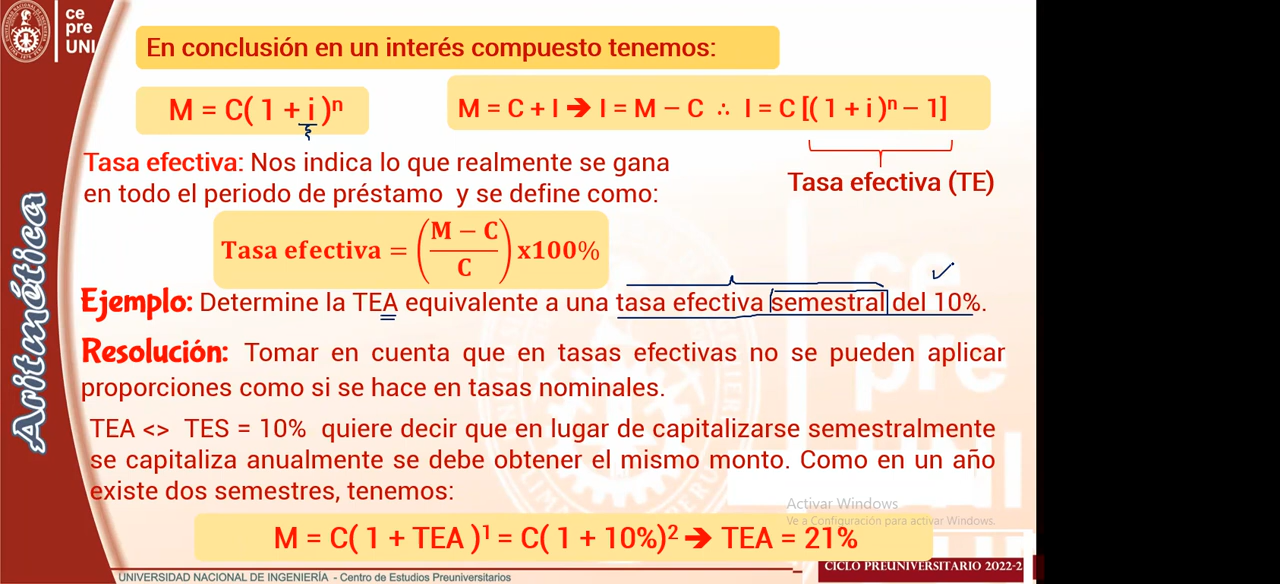 ce
pre
UNI
En conclusión en un interés compuesto tenemos:
M = C( 1 + i )ⁿ
M = C + I 🡺 I = M – C ∴ I = C [( 1 + i )ⁿ – 1]
Tasa efectiva: Nos indica lo que realmente se gana
en todo el periodo de préstamo y se define como:
Tasa efectiva (TE)
Tasa efectiva = ((M − C)/C) x100%
Ejemplo: Determine la TEA equivalente a una tasa efectiva semestral del 10%.
Resolución: Tomar en cuenta que en tasas efectivas no se pueden aplicar
proporciones como si se hace en tasas nominales.
TEA <> TES = 10% quiere decir que en lugar de capitalizarse semestralmente
se capitaliza anualmente se debe obtener el mismo monto. Como en un año
existe dos semestres, tenemos:
M = C( 1 + TEA )¹ = C( 1 + 10%)² 🡺 TEA = 21%
Aritmética
Activar Windows
Ve a Configuración para activar Windows.
UNIVERSIDAD NACIONAL DE INGENIERÍA - Centro de Estudios Preuniversitarios
CICLO PREUNIVERSITARIO 2022-2